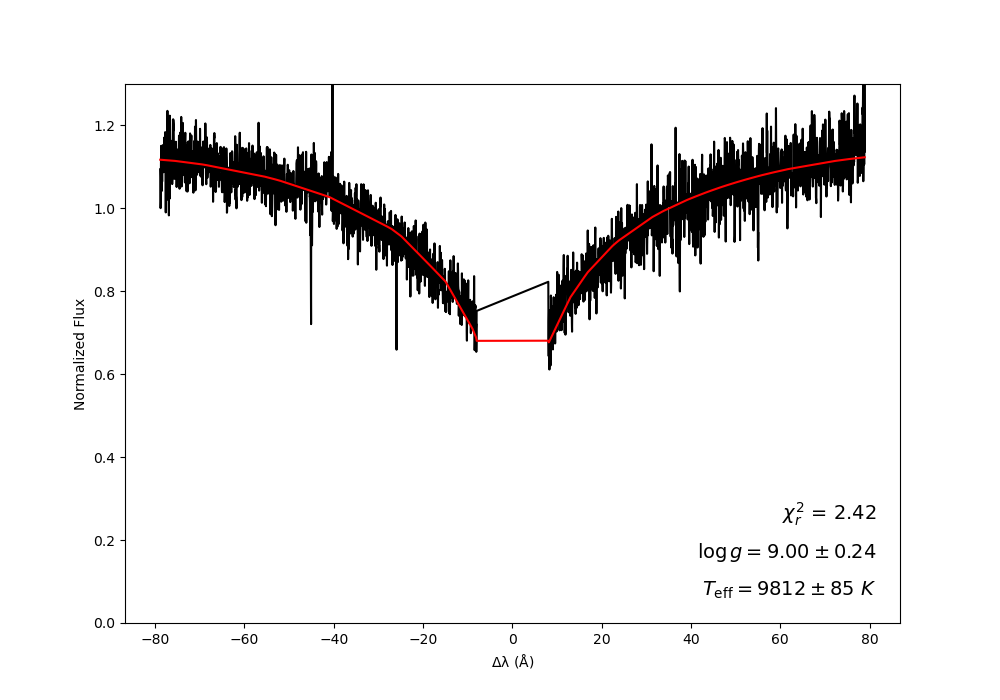 1.2
1.0
0.8
0.6
0.4
0.2
0.0
Normalized Flux
χ²ᵣ = 2.42
log g = 9.00 ± 0.24
T_eff = 9812 ± 85 K
−80 −60 −40 −20 0 20 40 60 80
Δλ (Å)